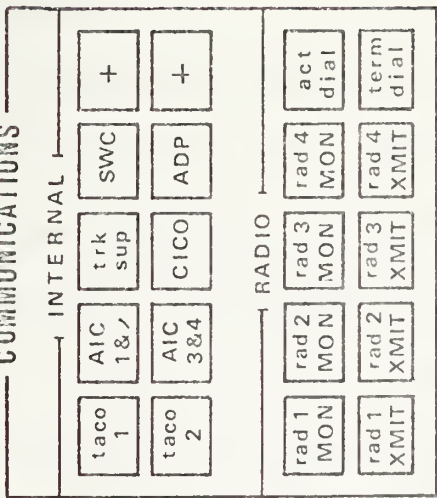 COMMUNICATIONS
INTERNAL
taco
1
AIC
1&
trk
sup
SWC
+
taco
2
AIC
3&4
CICO
ADP
+
RADIO
rad 1
MON
rad 2
MON
rad 3
MON
rad 4
MON
act
dial
rad 1
XMIT
rad 2
XMIT
rad 3
XMIT
rad 4
XMIT
term
dial